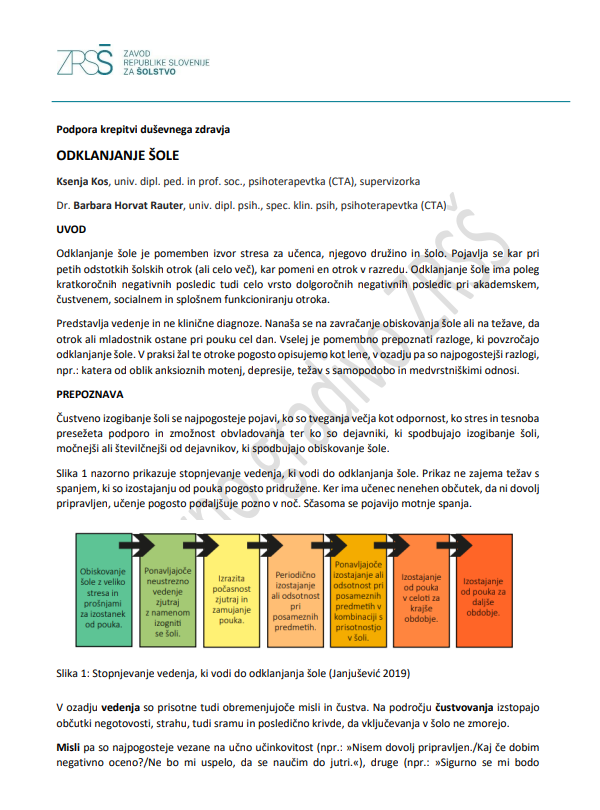 ZRSŠ
ZAVOD
REPUBLIKE SLOVENIJE
ZA ŠOLSTVO
Podpora krepitvi duševnega zdravja
ODKLANJANJE ŠOLE
Ksenja Kos, univ. dipl. ped. in prof. soc., psihoterapevtka (CTA), supervizorka
Dr. Barbara Horvat Rauter, univ. dipl. psih., spec. klin. psih, psihoterapevtka (CTA)
UVOD
Odklanjanje šole je pomemben izvor stresa za učenca, njegovo družino in šolo. Pojavlja se kar pri
petih odstotkih šolskih otrok (ali celo več), kar pomeni en otrok v razredu. Odklanjanje šole ima poleg
kratkoročnih negativnih posledic tudi celo vrsto dolgoročnih negativnih posledic pri akademskem,
čustvenem, socialnem in splošnem funkcioniranju otroka.
Predstavlja vedenje in ne klinične diagnoze. Nanaša se na zavračanje obiskovanja šole ali na težave, da
otrok ali mladostnik ostane pri pouku cel dan. Vselej je pomembno prepoznati razloge, ki povzročajo
odklanjanje šole. V praksi žal te otroke pogosto opisujemo kot lene, v ozadju pa so najpogostejši razlogi,
npr.: katera od oblik anksioznih motenj, depresije, težav s samopodobo in medvrstniškimi odnosi.
PREPOZNAVA
Čustveno izogibanje šoli se najpogosteje pojavi, ko so tveganja večja kot odpornost, ko stres in tesnoba
presežeta podporo in zmožnost obvladovanja ter ko so dejavniki, ki spodbujajo izogibanje šoli,
močnejši ali številčnejši od dejavnikov, ki spodbujajo obiskovanje šole.
Slika 1 nazorno prikazuje stopnjevanje vedenja, ki vodi do odklanjanja šole. Prikaz ne zajema težav s
spanjem, ki so izostajanju od pouka pogosto pridružene. Ker ima učenec nenehen občutek, da ni dovolj
pripravljen, učenje pogosto podaljšuje pozno v noč. Sčasoma se pojavijo motnje spanja.
Obiskovanje
šole z veliko
stresa in
prošnjami
za izostanek
od pouka.
Ponavljajoče
neustrezno
vedenje
zjutraj
z namenom
izogniti
se šoli.
Izrazita
počasnost
zjutraj in
zamujanje
pouka.
Periodično
izostajanje
ali odsotnost
pri
posameznih
predmetih.
Ponavljajoče
izostajanje ali
odsotnost pri
posameznih
predmetih v
kombinaciji s
prisotnostjo
v šoli.
Izostajanje
od pouka
v celoti za
krajše
obdobje.
Izostajanje
od pouka za
daljše
obdobje.
Slika 1: Stopnjevanje vedenja, ki vodi do odklanjanja šole (Janjušević 2019)
V ozadju vedenja so prisotne tudi obremenjujoče misli in čustva. Na področju čustvovanja izstopajo
občutki negotovosti, strahu, tudi sramu in posledično krivde, da vključevanja v šolo ne zmorejo.
Misli pa so najpogosteje vezane na učno učinkovitost (npr.: »Nisem dovolj pripravljen./Kaj če dobim
negativno oceno?/Ne bo mi uspelo, da se naučim do jutri.«), druge (npr.: »Sigurno se mi bodo
gradivo ZRSŠ